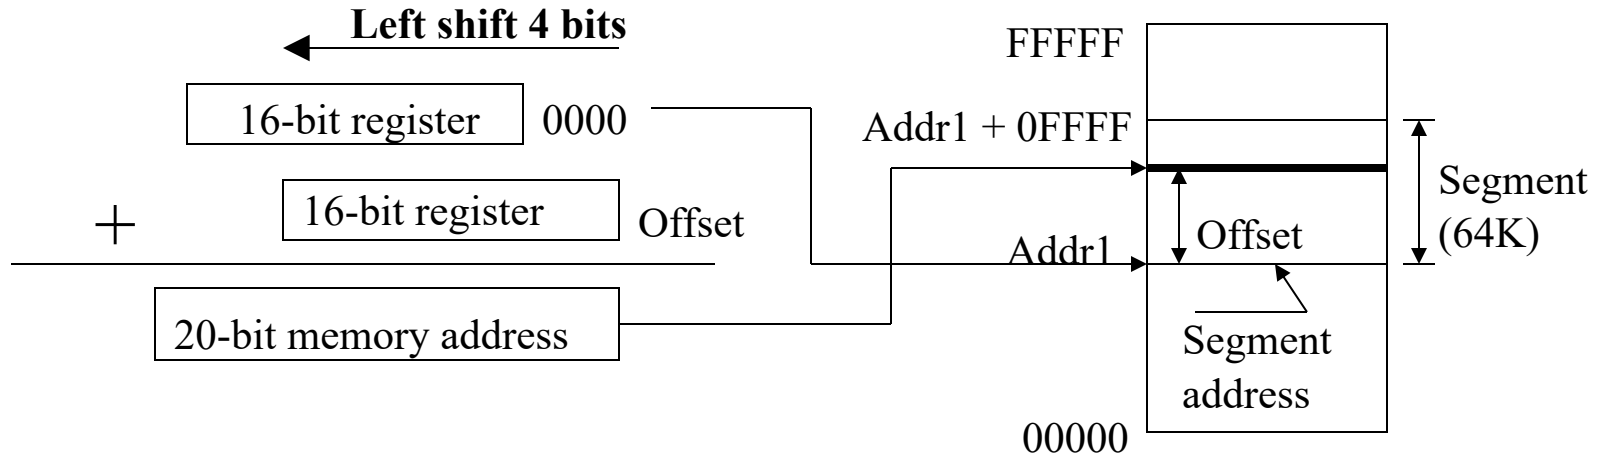 Left shift 4 bits
16-bit register 0000
+ 16-bit register Offset
20-bit memory address
FFFFF
Addr1 + 0FFFF
Addr1
00000
Offset
Segment
address
Segment
(64K)